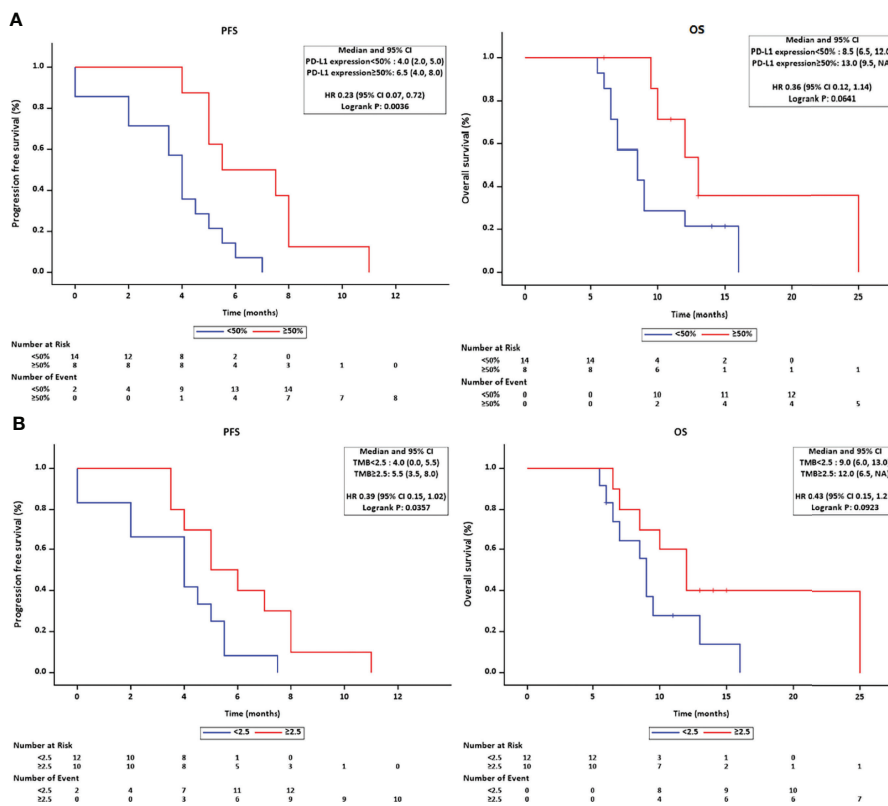 A
PFS
Median and 95% CI
PD-L1 expression<50% : 4.0 (2.0, 5.0)
PD-L1 expression≥50%: 6.5 (4.0, 8.0)
HR 0.23 (95% CI 0.07, 0.72)
Logrank P: 0.0036
Progression free survival (%)
1.0
0.8
0.6
0.4
0.2
0.0
0 2 4 6 8 10 12
Time (months)
<50% ≥50%
Number at Risk
<50% 14 12 8 2 0
≥50% 8 8 8 4 3 1 0
Number of Event
<50% 2 4 9 13 14
≥50% 0 0 1 4 7 7 8
OS
Median and 95% CI
PD-L1 expression<50% : 8.5 (6.5, 12.0
PD-L1 expression≥50%: 13.0 (9.5, NA
HR 0.36 (95% CI 0.12, 1.14)
Logrank P: 0.0641
Overall survival (%)
1.0
0.8
0.6
0.4
0.2
0.0
0 5 10 15 20 25
Time (months)
<50% ≥50%
Number at Risk
<50% 14 14 4 2 0
≥50% 8 8 6 1 1 1
Number of Event
<50% 0 0 10 11 12
≥50% 0 0 2 4 4 5
B
PFS
Median and 95% CI
TMB<2.5 : 4.0 (0.0, 5.5)
TMB≥2.5: 5.5 (3.5, 8.0)
HR 0.39 (95% CI 0.15, 1.02)
Logrank P: 0.0357
Progression free survival (%)
1.0
0.8
0.6
0.4
0.2
0.0
0 2 4 6 8 10 12
Time (months)
<2.5 ≥2.5
Number at Risk
<2.5 12 10 8 1 0
≥2.5 10 10 8 5 3 1 0
Number of Event
<2.5 2 4 7 11 12
≥2.5 0 0 3 6 9 9 10
OS
Median and 95% CI
TMB<2.5 : 9.0 (6.0, 13.0
TMB≥2.5: 12.0 (6.5, NA)
HR 0.43 (95% CI 0.15, 1.2
Logrank P: 0.0923
Overall survival (%)
1.0
0.8
0.6
0.4
0.2
0.0
0 5 10 15 20 25
Time (months)
<2.5 ≥2.5
Number at Risk
<2.5 12 12 3 1 0
≥2.5 10 10 7 2 1 1
Number of Event
<2.5 0 0 8 9 10
≥2.5 0 0 4 6 6 7